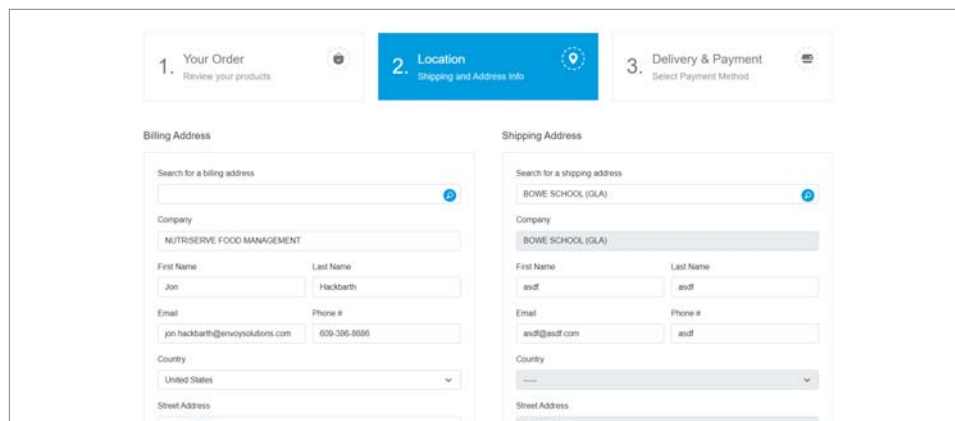 1. Your Order
Review your products
2. Location
Shipping and Address Info
3. Delivery & Payment
Select Payment Method
Billing Address
Search for a billing address
Company
NUTRISERVE FOOD MANAGEMENT
First Name Last Name
Jon Hackbarth
Email Phone #
jon.hackbarth@envoysolutions.com 609-386-8686
Country
United States
Street Address
Shipping Address
Search for a shipping address
BOWE SCHOOL (GLA)
Company
BOWE SCHOOL (GLA)
First Name Last Name
asdf asdf
Email Phone #
asdf@asdf.com asdf
Country
-----
Street Address